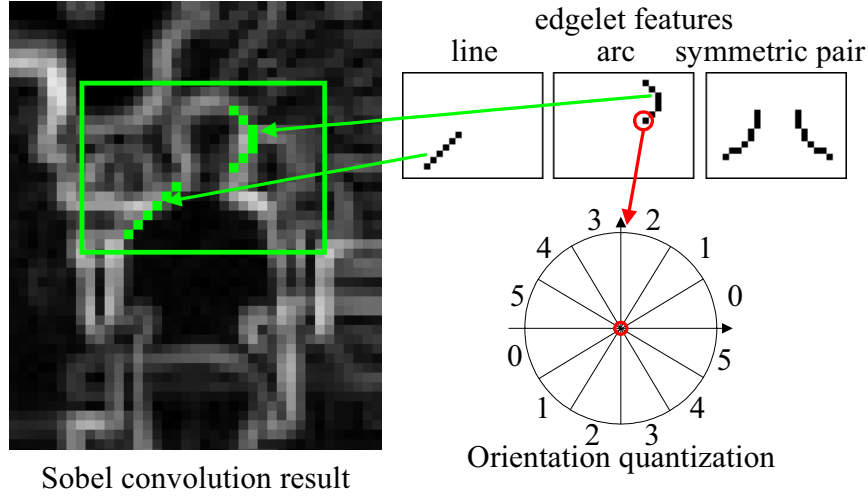 edgelet features
line arc symmetric pair
3 2
4 1
5 0
0 5
1 4
2 3
Orientation quantization
Sobel convolution result